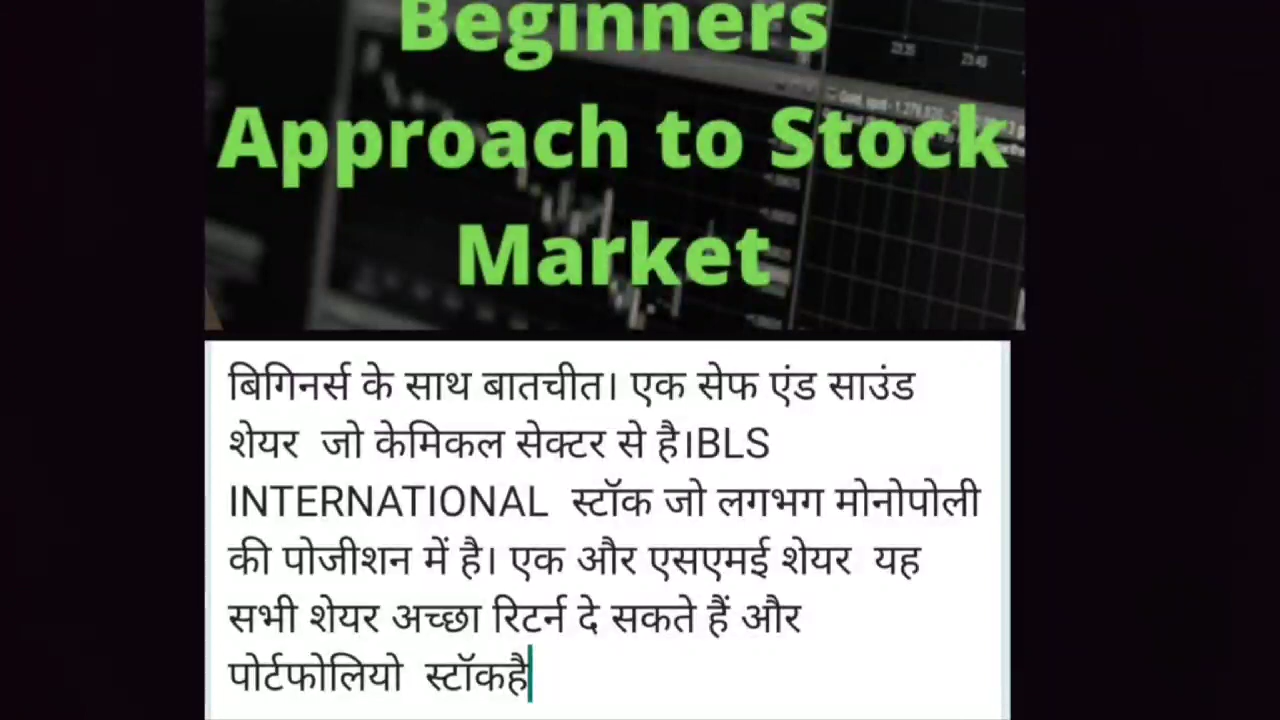 Beginners
Approach to Stock
Market
बिगिनर्स के साथ बातचीत। एक सेफ एंड साउंड
शेयर जो केमिकल सेक्टर से है।BLS
INTERNATIONAL स्टॉक जो लगभग मोनोपोली
की पोजीशन में है। एक और एसएमई शेयर यह
सभी शेयर अच्छा रिटर्न दे सकते हैं और
पोर्टफोलियो स्टॉकहै